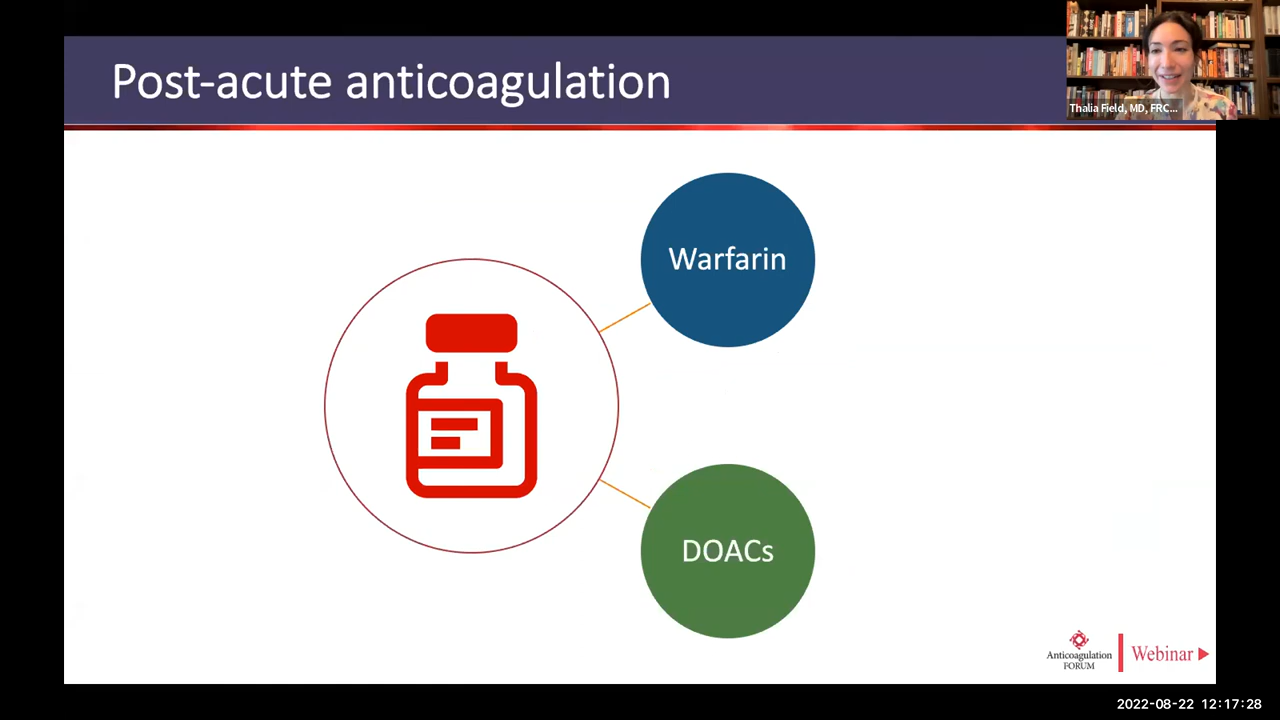 Post-acute anticoagulation
Thalia Field, MD, FRC...
Warfarin
DOACs
Anticoagulation
FORUM
Webinar
2022-08-22 12:17:28